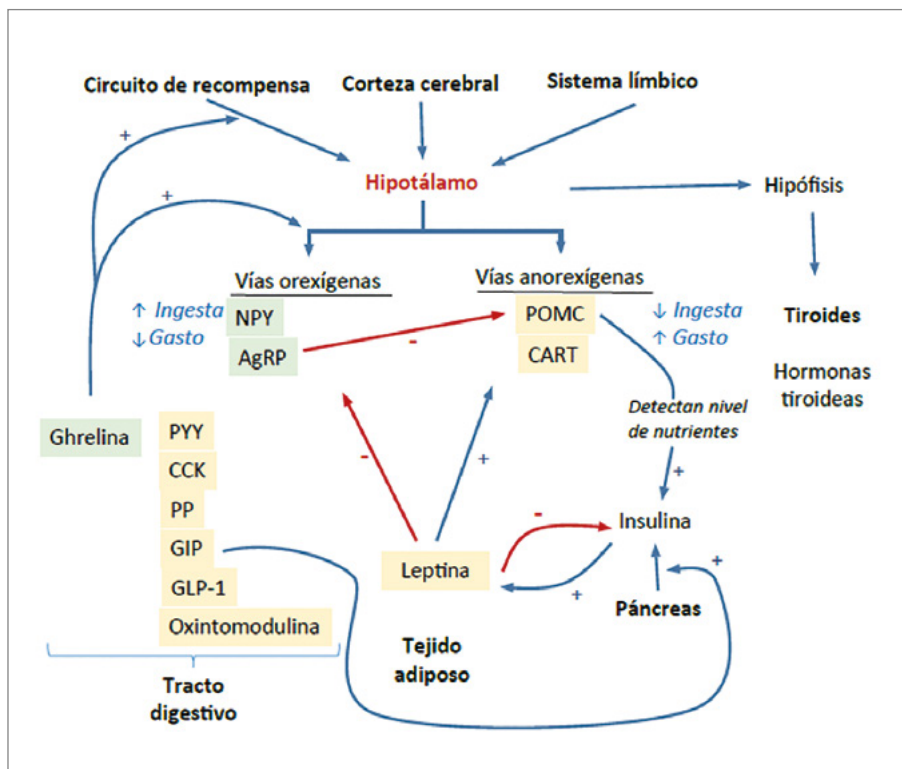 Circuito de recompensa
Corteza cerebral
Sistema límbico
+
Hipotálamo
+
Hipófisis
Vías orexígenas
Vías anorexígenas
↑ Ingesta
↓ Gasto
NPY
AgRP
-
POMC
CART
↓ Ingesta
↑ Gasto
Tiroides
Hormonas
tiroideas
Detectan nivel
de nutrientes
Ghrelina
PYY
CCK
PP
GIP
GLP-1
Oxintomodulina
Tracto
digestivo
-
+
Leptina
Tejido
adiposo
-
+
+
Insulina
Páncreas
+